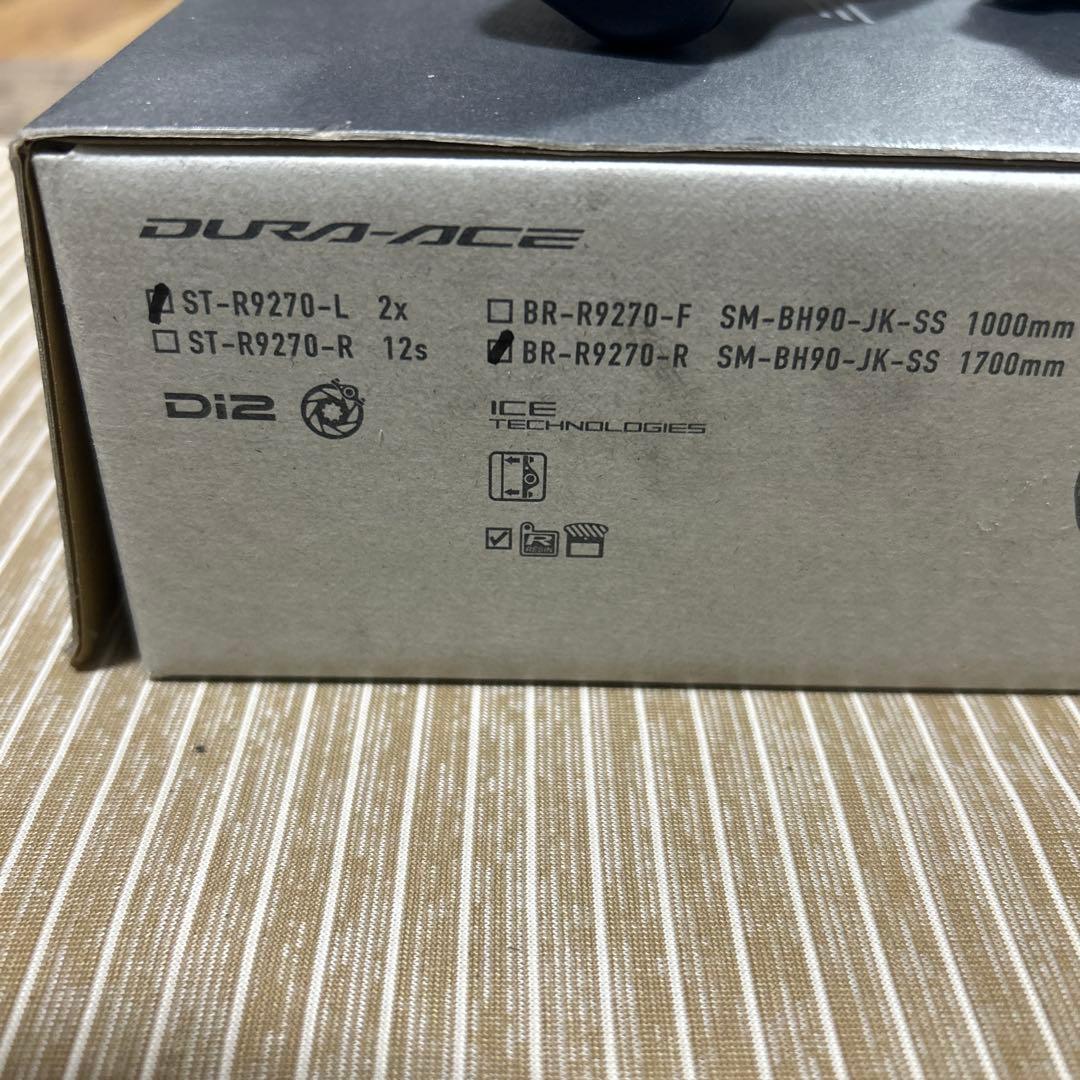 DURA-ACE
ST-R9270-L 2x
ST-R9270-R 12s
BR-R9270-F SM-BH90-JK-SS 1000mm
BR-R9270-R SM-BH90-JK-SS 1700mm
Di2
ICE
TECHNOLOGIES
R
RESIN